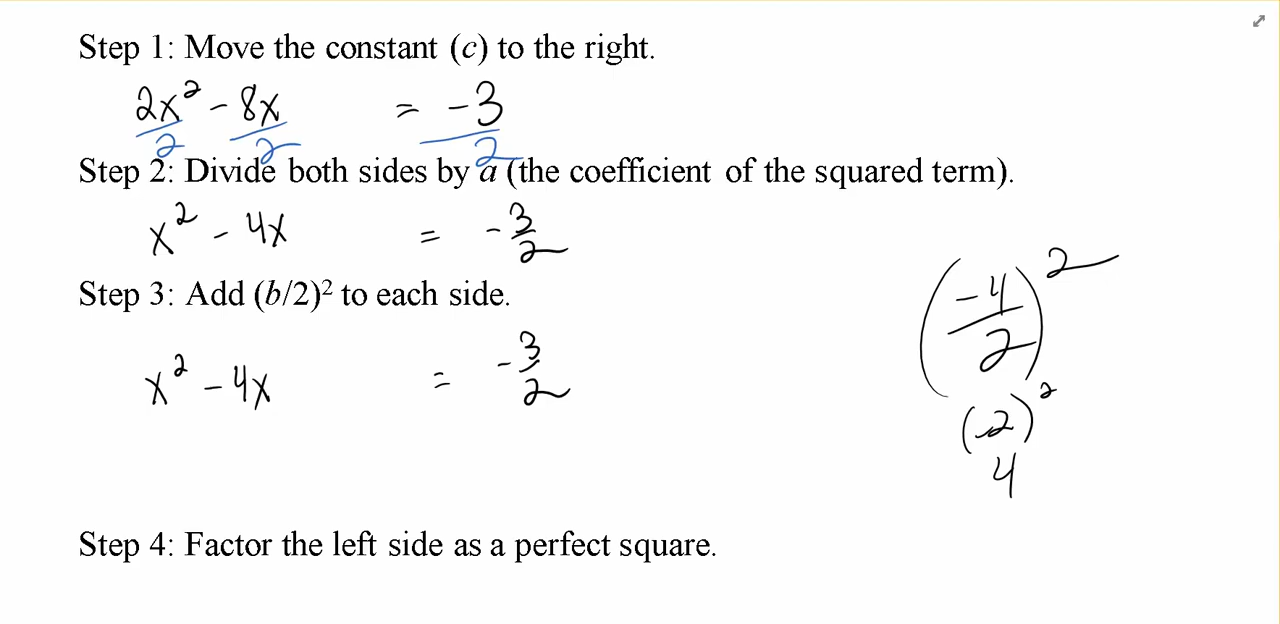 Step 1: Move the constant (c) to the right.
2x² - 8x = -3
2 2 2
Step 2: Divide both sides by a (the coefficient of the squared term).
x² - 4x = -3/2
Step 3: Add (b/2)² to each side.
(-4/2)²
x² - 4x = -3/2
(-2)²
4
Step 4: Factor the left side as a perfect square.